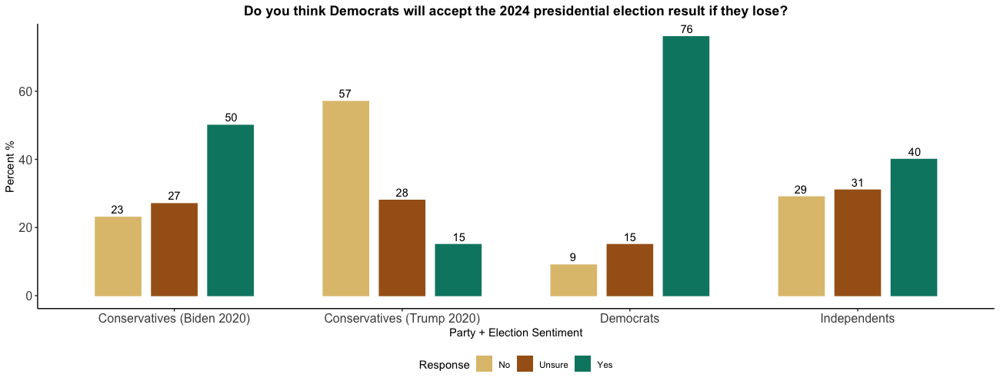 Do you think Democrats will accept the 2024 presidential election result if they lose?
Percent %
60
40
20
0
23
27
50
57
28
15
9
15
76
29
31
40
Conservatives (Biden 2020)
Conservatives (Trump 2020)
Democrats
Independents
Party + Election Sentiment
Response No Unsure Yes